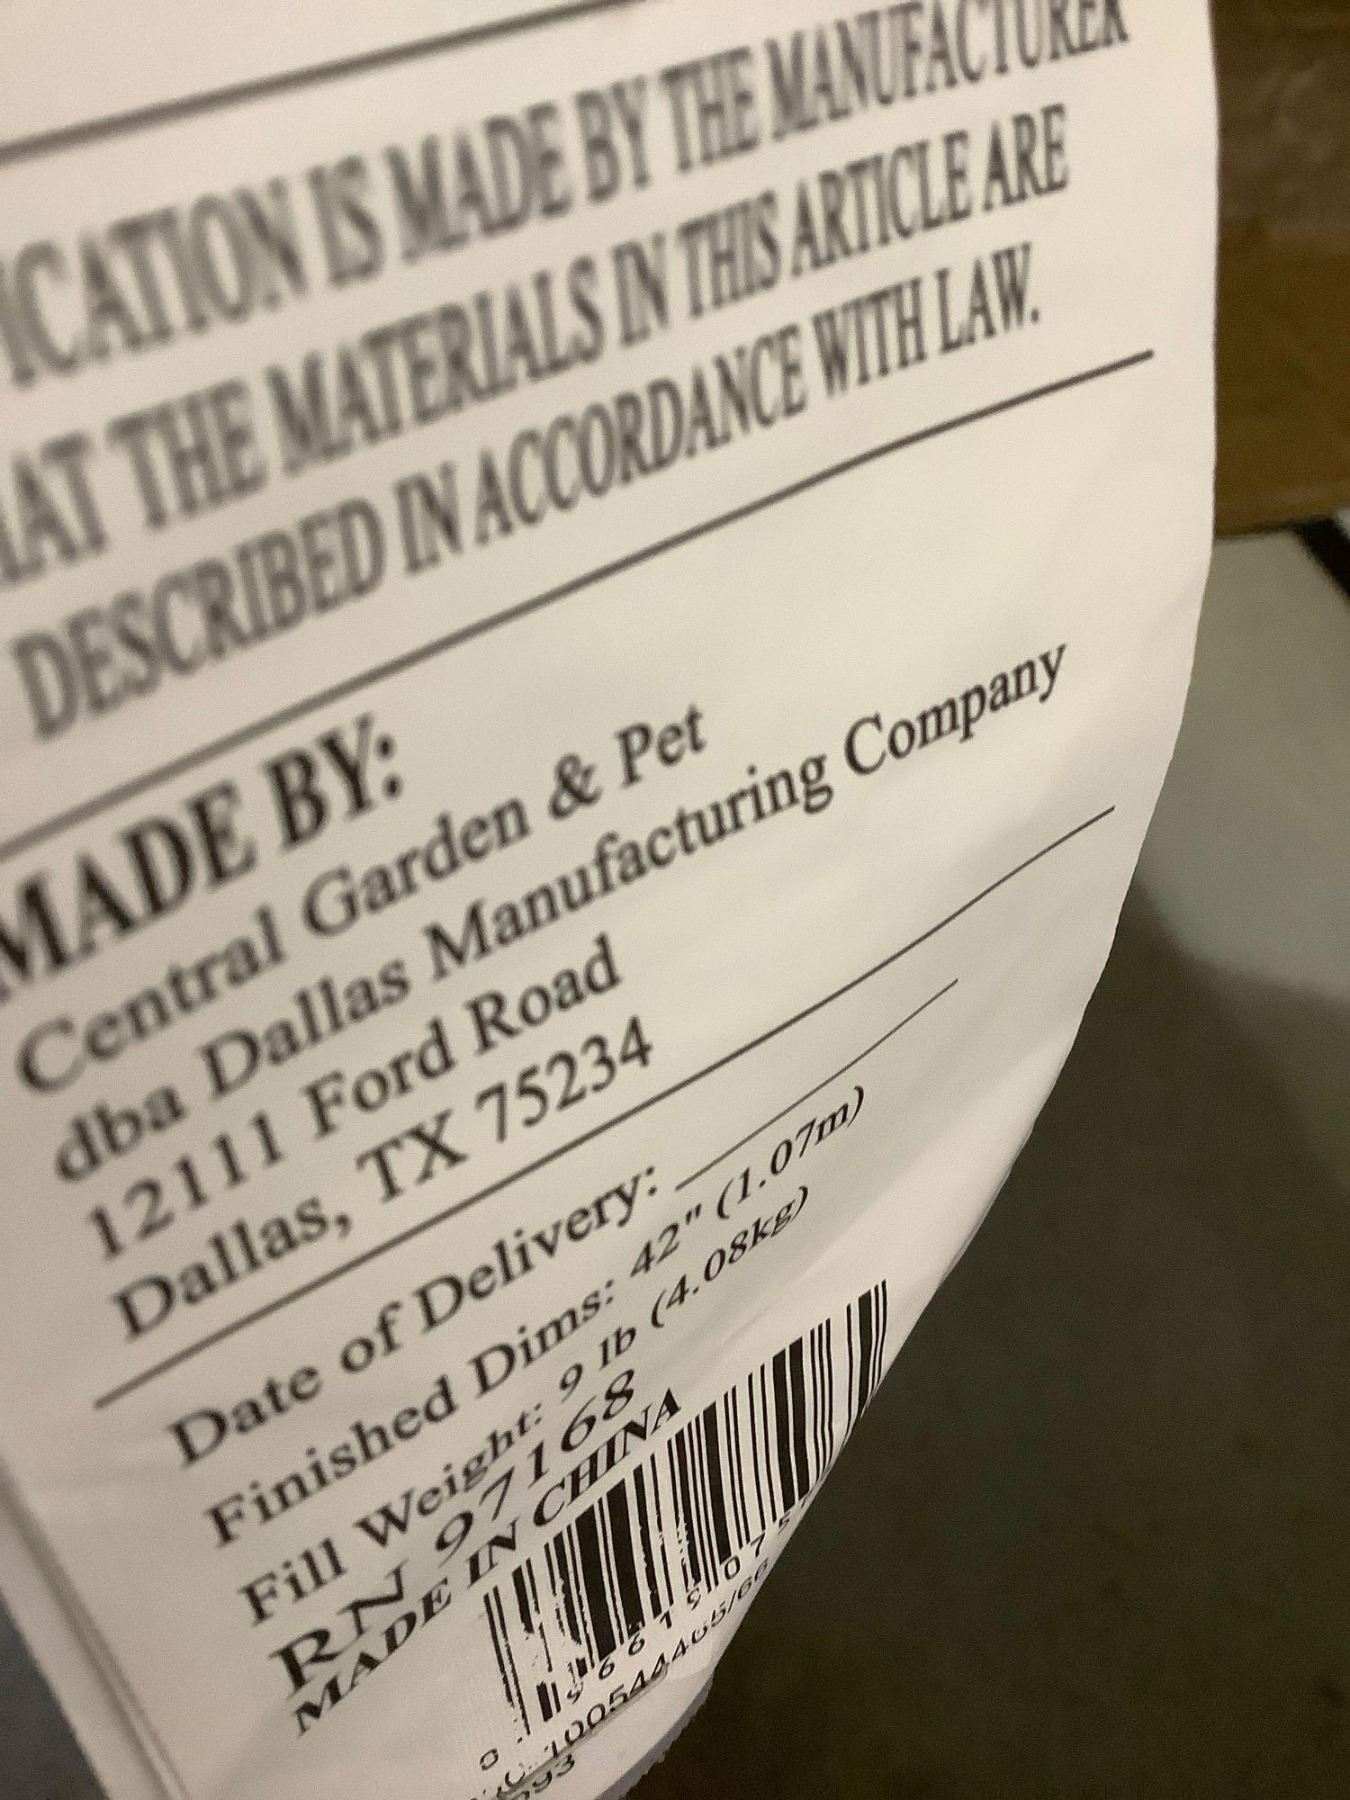 ICATION IS MADE BY THE MANUFACTURER
AT THE MATERIALS IN THIS ARTICLE ARE
DESCRIBED IN ACCORDANCE WITH LAW.
MADE BY:
Central Garden & Pet
dba Dallas Manufacturing Company
12111 Ford Road
Dallas, TX 75234
Date of Delivery:
Finished Dims: 42" (1.07m)
Fill Weight: 9 lb (4.08kg)
RN 97168
MADE IN CHINA